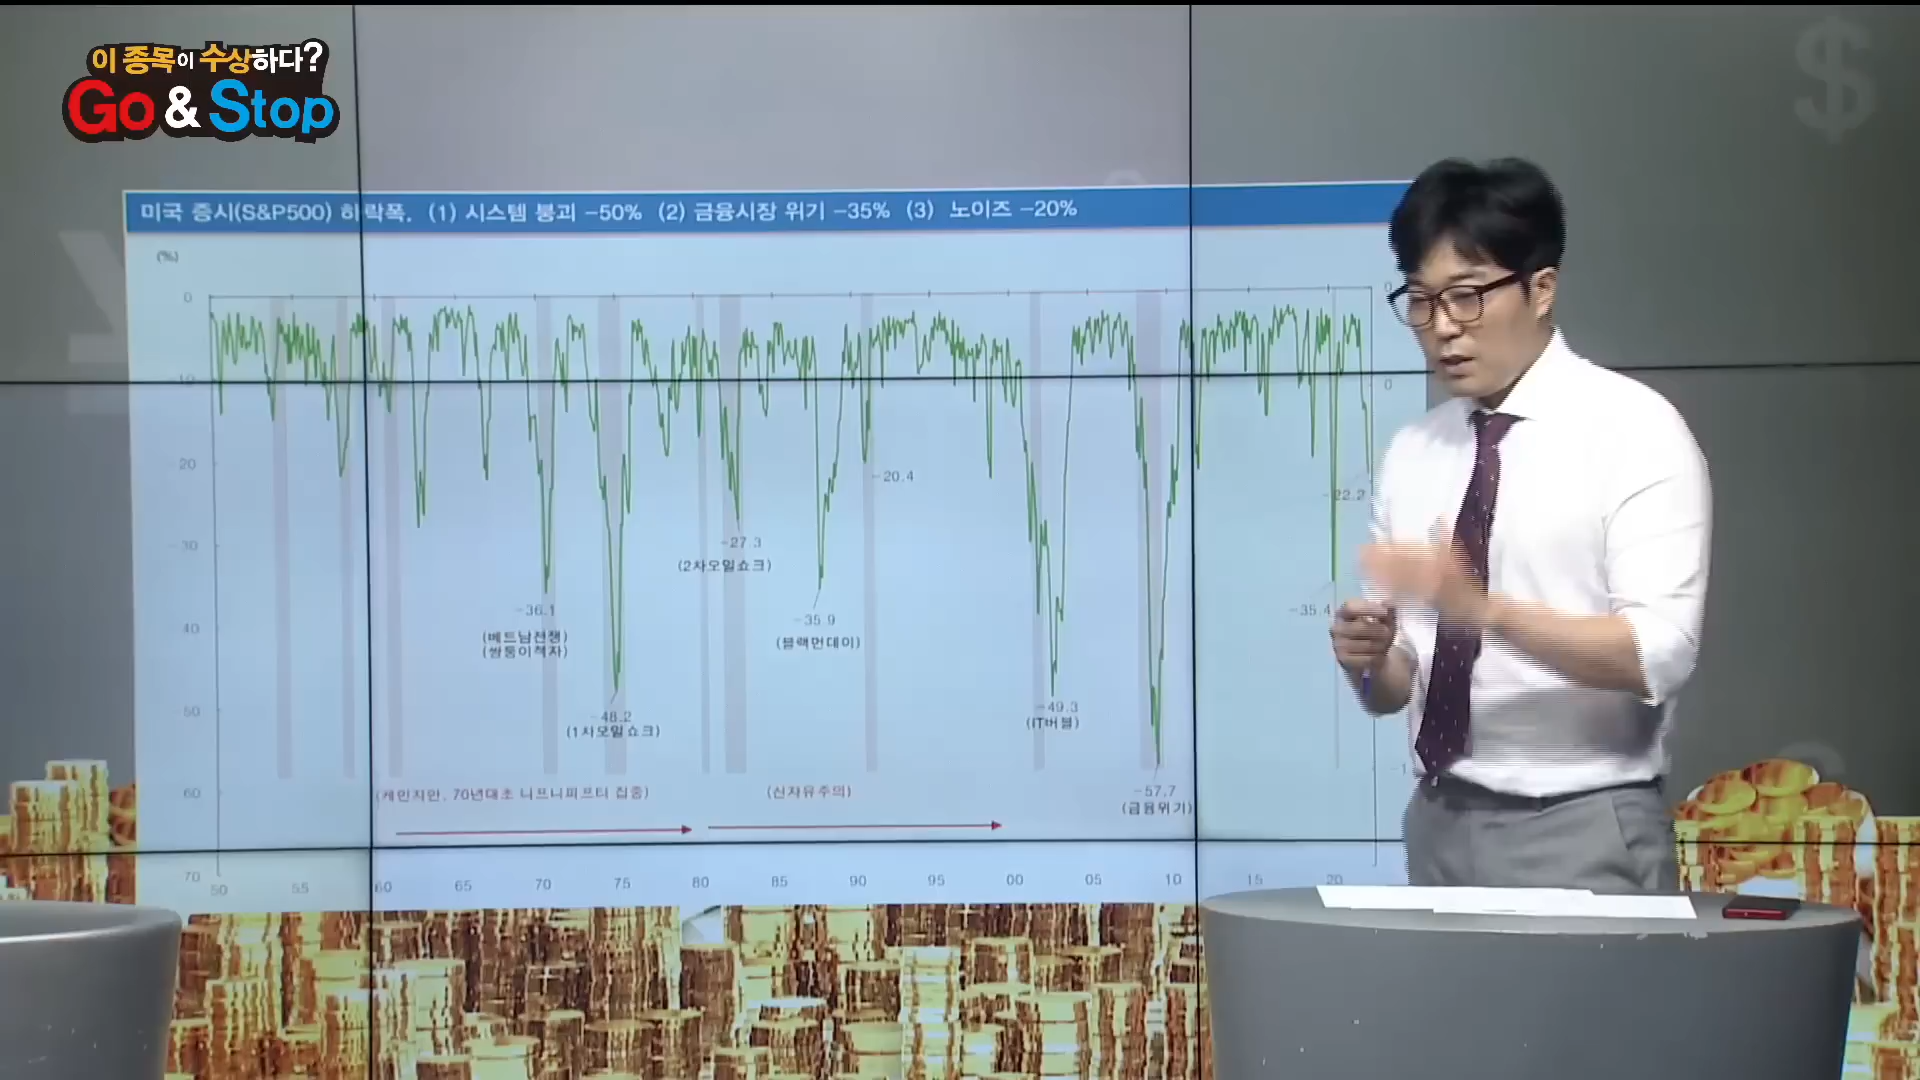 이 종목이 수상하다?
Go & Stop
미국 증시(S&P500) 하락폭, (1) 시스템 붕괴 -50% (2) 금융시장 위기 -35% (3) 노이즈 -20%
(%)
0
0
10
0
20
-20.4
-22.2
30
-27.3
(2차오일쇼크)
-36.1
-35.9
-35.4
40
(베트남전쟁)
(블랙먼데이)
(쌍둥이적자)
50
-48.2
-49.3
(1차오일쇼크)
(IT버블)
60
(케인지안, 70년대초 니프티피프티 집중)
(신자유주의)
-57.7
(금융위기)
70
50 55 60 65 70 75 80 85 90 95 00 05 10 15 20